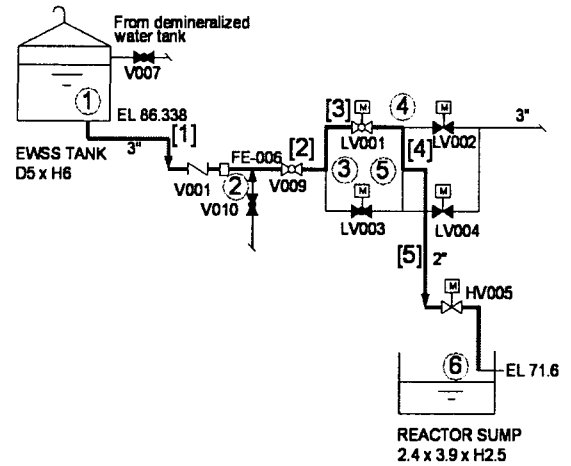 From demineralized
water tank
V007
1
EL 86.338
[1]
3"
EWSS TANK
D5 x H6
V001
FE-006
2
V010
[2]
V009
[3]
M
LV001
3
4
M
LV002
3"
[4]
5
M
LV003
M
LV004
[5]
2"
M
HV005
6
EL 71.6
REACTOR SUMP
2.4 x 3.9 x H2.5